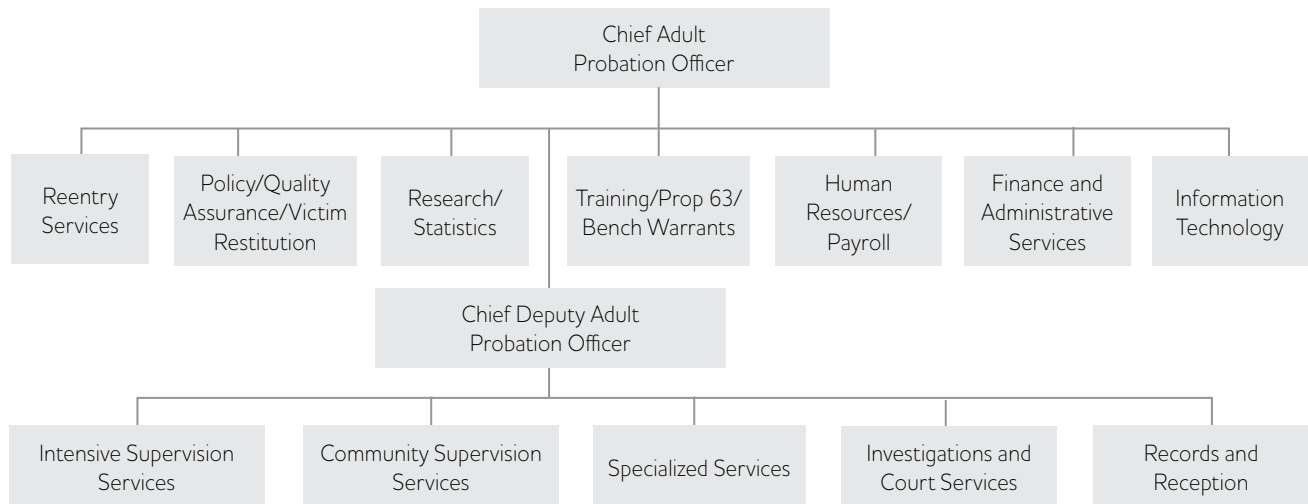 Chief Adult
Probation Officer
Reentry
Services
Policy/Quality
Assurance/Victim
Restitution
Research/
Statistics
Training/Prop 63/
Bench Warrants
Human
Resources/
Payroll
Finance and
Administrative
Services
Information
Technology
Chief Deputy Adult
Probation Officer
Intensive Supervision
Services
Community Supervision
Services
Specialized Services
Investigations and
Court Services
Records and
Reception